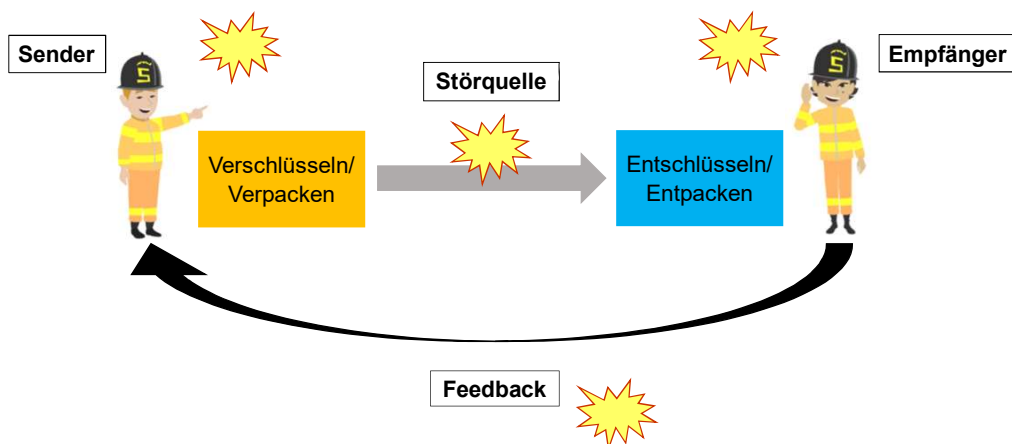 Sender
Empfänger
Störquelle
Verschlüsseln/
Verpacken
Entschlüsseln/
Entpacken
Feedback